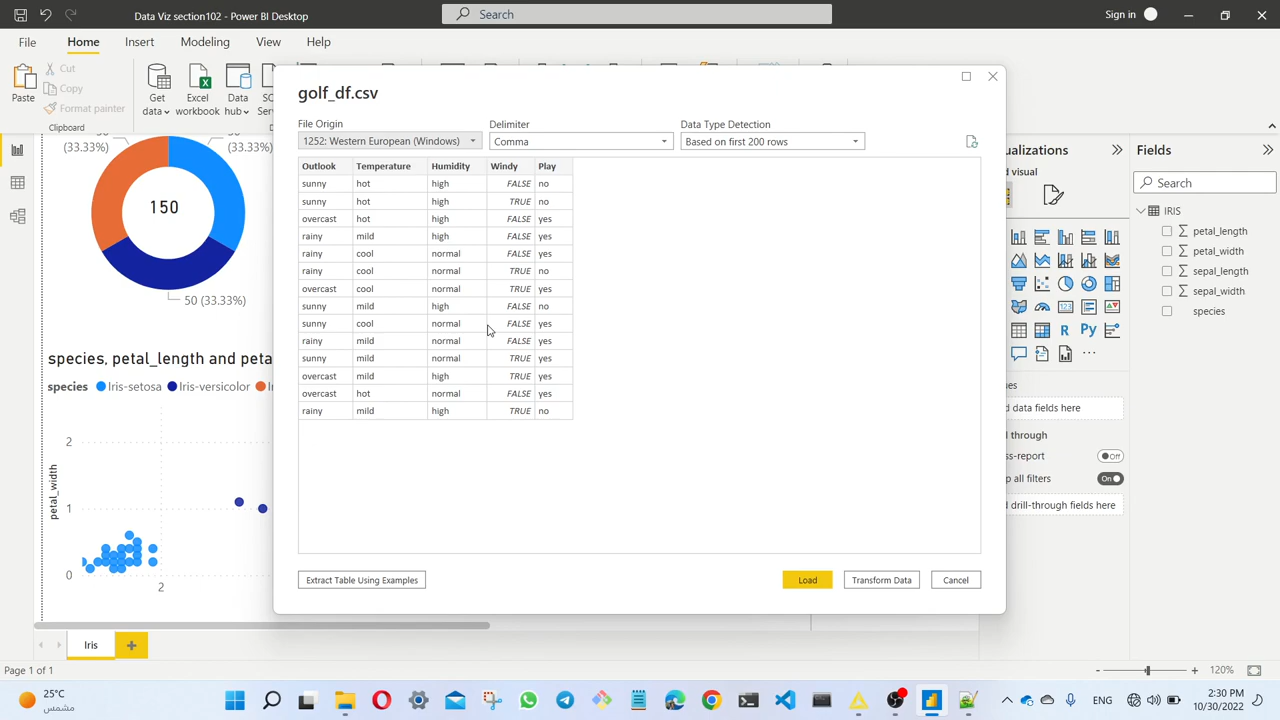 Data Viz section102 - Power BI Desktop
Search
Sign in
File
Home
Insert
Modeling
View
Help
Paste
Cut
Copy
Format painter
Clipboard
Get data
Excel workbook
Data hub
golf_df.csv
File Origin
Delimiter
Data Type Detection
1252: Western European (Windows)
Comma
Based on first 200 rows
Outlook Temperature Humidity Windy Play
sunny hot high FALSE no
sunny hot high TRUE no
overcast hot high FALSE yes
rainy mild high FALSE yes
rainy cool normal FALSE yes
rainy cool normal TRUE no
overcast cool normal TRUE yes
sunny mild high FALSE no
sunny cool normal FALSE yes
rainy mild normal FALSE yes
sunny mild normal TRUE yes
overcast mild high TRUE yes
overcast hot normal FALSE yes
rainy mild high TRUE no
Extract Table Using Examples
Load
Transform Data
Cancel
(33.33%)
(33.33%)
150
50 (33.33%)
species, petal_length and peta
species Iris-setosa Iris-versicolor
petal_width
2
1
0
2
Fields
Search
IRIS
petal_length
petal_width
sepal_length
sepal_width
species
data fields here
through
Off
all filters
On
drill-through fields here
Iris
Page 1 of 1
120%
25°C
مشمس
ENG
2:30 PM
10/30/2022